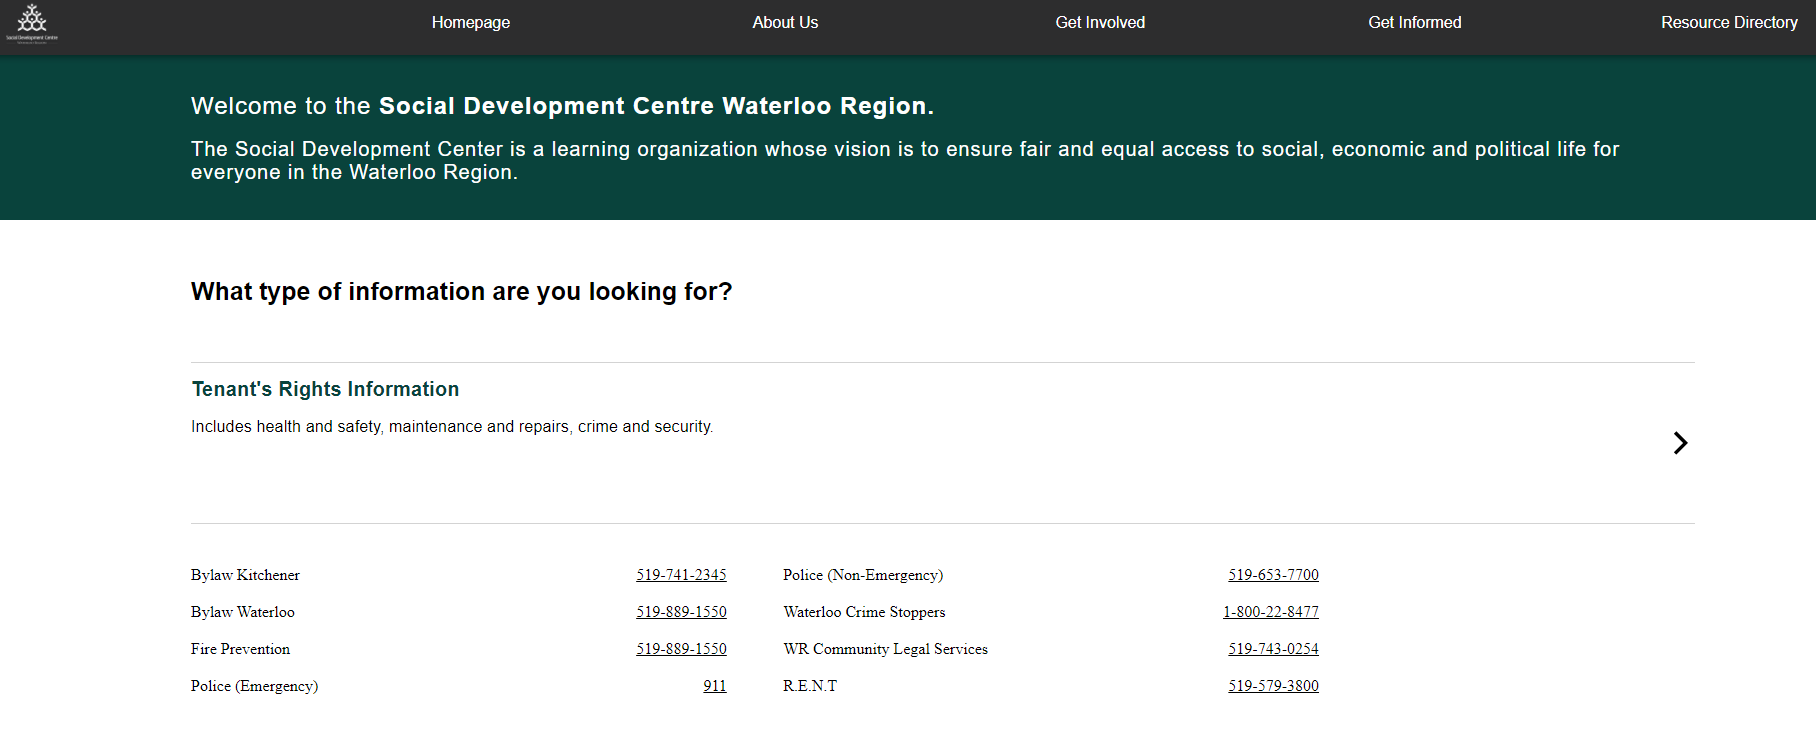 Social Development Centre
Homepage
About Us
Get Involved
Get Informed
Resource Directory
Welcome to the Social Development Centre Waterloo Region.
The Social Development Center is a learning organization whose vision is to ensure fair and equal access to social, economic and political life for
everyone in the Waterloo Region.
What type of information are you looking for?
Tenant's Rights Information
Includes health and safety, maintenance and repairs, crime and security.
Bylaw Kitchener 519-741-2345 Police (Non-Emergency) 519-653-7700
Bylaw Waterloo 519-889-1550 Waterloo Crime Stoppers 1-800-22-8477
Fire Prevention 519-889-1550 WR Community Legal Services 519-743-0254
Police (Emergency) 911 R.E.N.T 519-579-3800